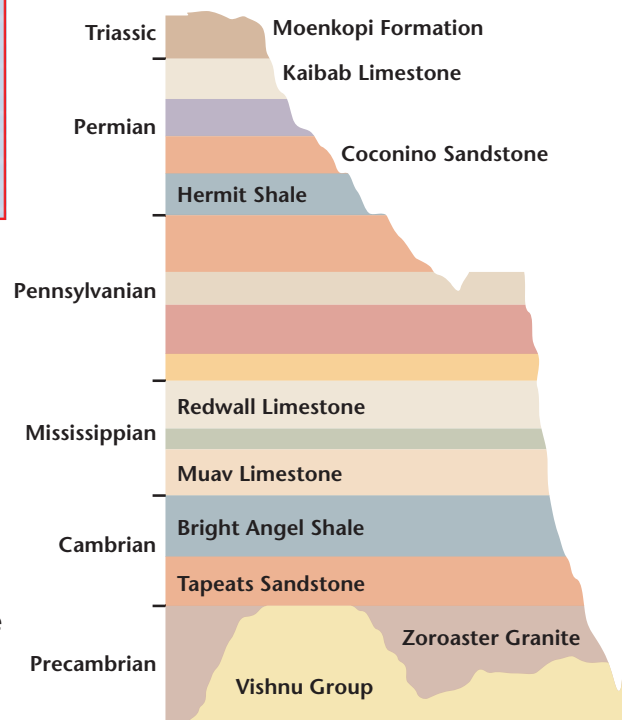 Triassic
Moenkopi Formation
Kaibab Limestone
Permian
Coconino Sandstone
Hermit Shale
Pennsylvanian
Redwall Limestone
Mississippian
Muav Limestone
Bright Angel Shale
Cambrian
Tapeats Sandstone
Zoroaster Granite
Precambrian
Vishnu Group